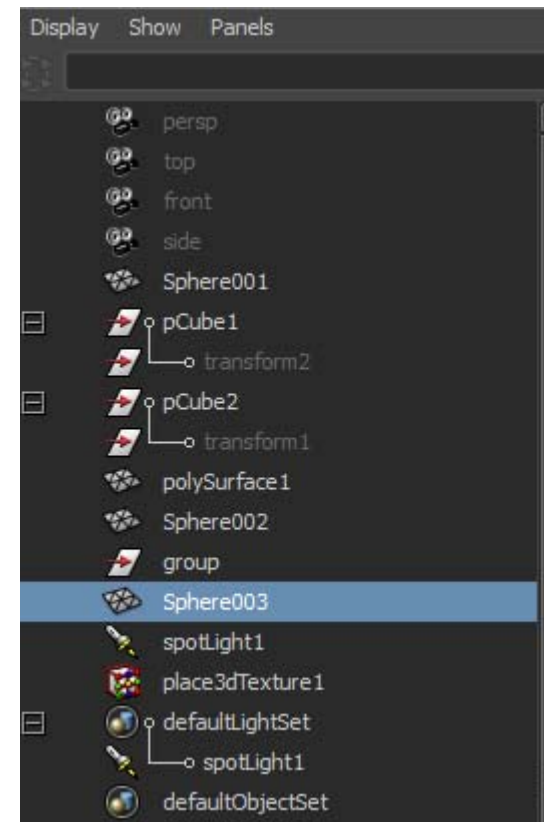 Display Show Panels
persp
top
front
side
Sphere001
pCube1
transform2
pCube2
transform1
polySurface1
Sphere002
group
Sphere003
spotLight1
place3dTexture1
defaultLightSet
spotLight1
defaultObjectSet